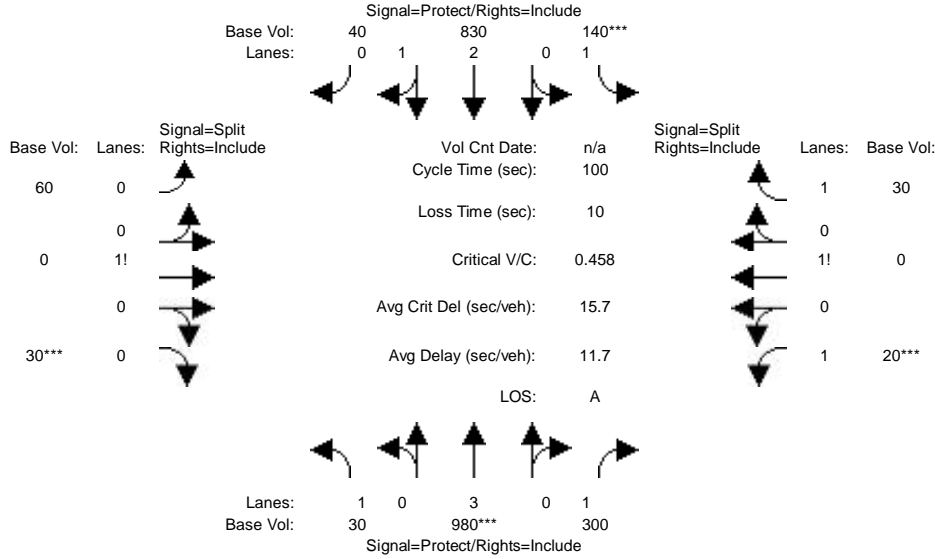 Signal=Protect/Rights=Include
Base Vol: 40 830 140***
Lanes: 0 1 2 0 1
Signal=Split
Rights=Include
Base Vol: Lanes:
60 0
0
0 1!
0
30*** 0
Vol Cnt Date: n/a
Cycle Time (sec): 100
Loss Time (sec): 10
Critical V/C: 0.458
Avg Crit Del (sec/veh): 15.7
Avg Delay (sec/veh): 11.7
LOS: A
Signal=Split
Rights=Include
Lanes: Base Vol:
1 30
0
1! 0
0
1 20***
Lanes: 1 0 3 0 1
Base Vol: 30 980*** 300
Signal=Protect/Rights=Include